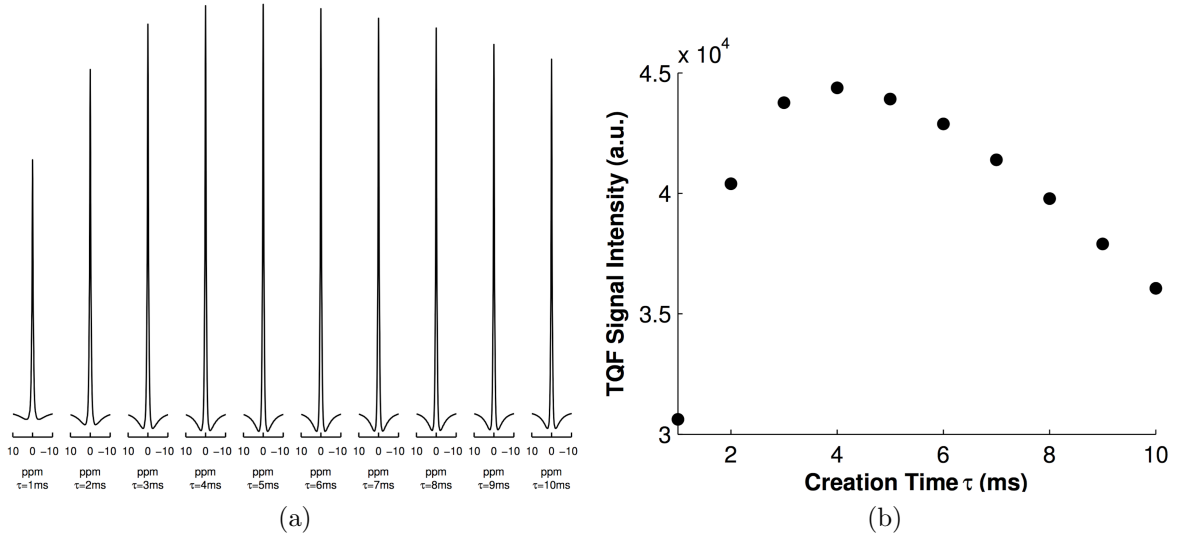 10 0 −10 10 0 −10 10 0 −10 10 0 −10 10 0 −10 10 0 −10 10 0 −10 10 0 −10 10 0 −10 10 0 −10
ppm ppm ppm ppm ppm ppm ppm ppm ppm ppm
τ=1ms τ=2ms τ=3ms τ=4ms τ=5ms τ=6ms τ=7ms τ=8ms τ=9ms τ=10ms
(a)
x 10⁴
4.5
4
3.5
3
TQF Signal Intensity (a.u.)
2 4 6 8 10
Creation Time τ (ms)
(b)